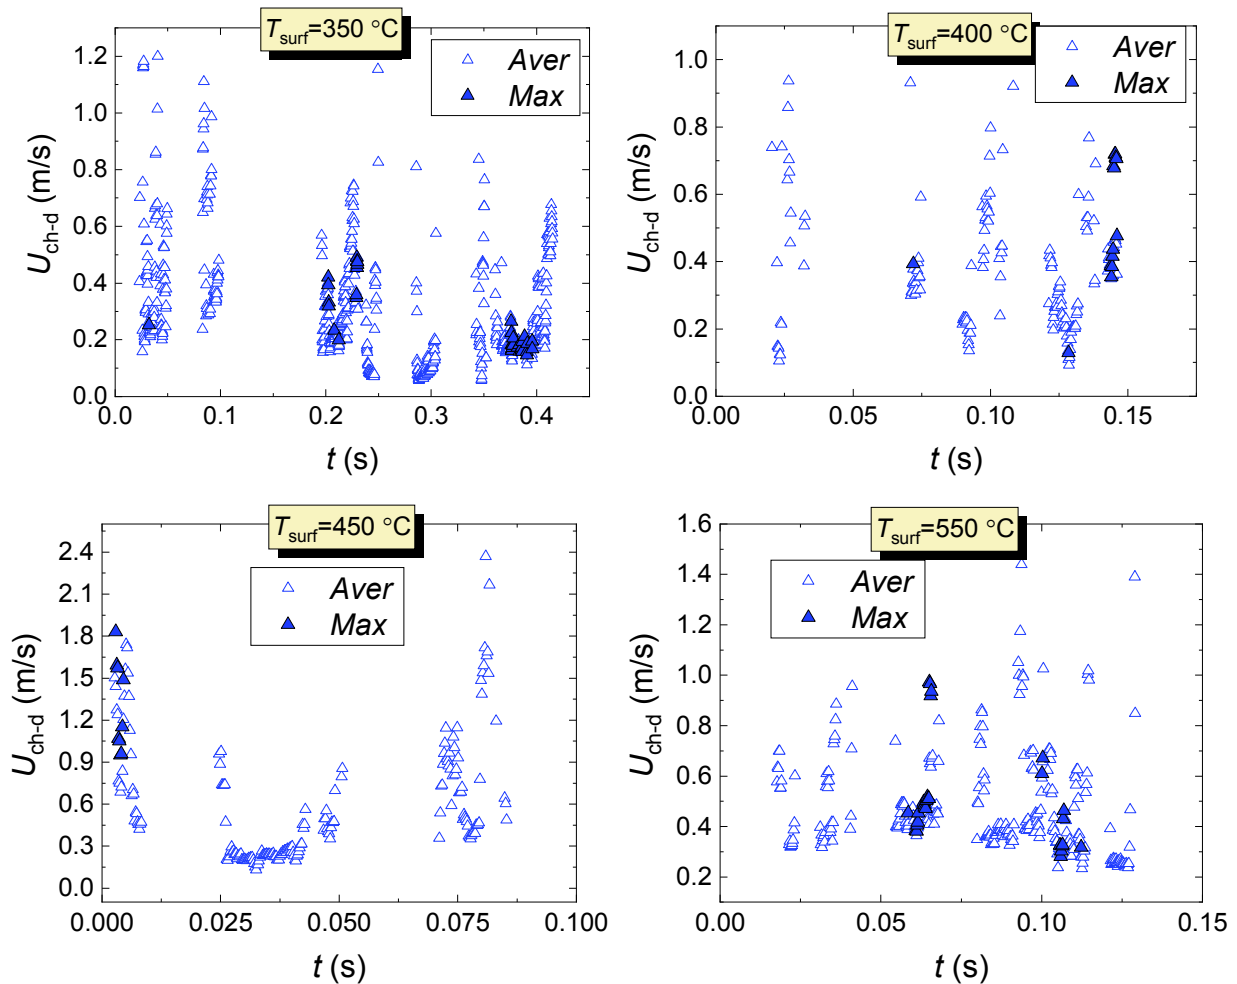 T_surf=350 °C
Aver
Max
1.2
1.0
0.8
0.6
0.4
0.2
0.0
U_ch-d (m/s)
0.0 0.1 0.2 0.3 0.4
t (s)
T_surf=400 °C
Aver
Max
1.0
0.8
0.6
0.4
0.2
0.0
U_ch-d (m/s)
0.00 0.05 0.10 0.15
t (s)
T_surf=450 °C
Aver
Max
2.4
2.1
1.8
1.5
1.2
0.9
0.6
0.3
0.0
U_ch-d (m/s)
0.000 0.025 0.050 0.075 0.100
t (s)
T_surf=550 °C
Aver
Max
1.6
1.4
1.2
1.0
0.8
0.6
0.4
0.2
U_ch-d (m/s)
0.00 0.05 0.10 0.15
t (s)